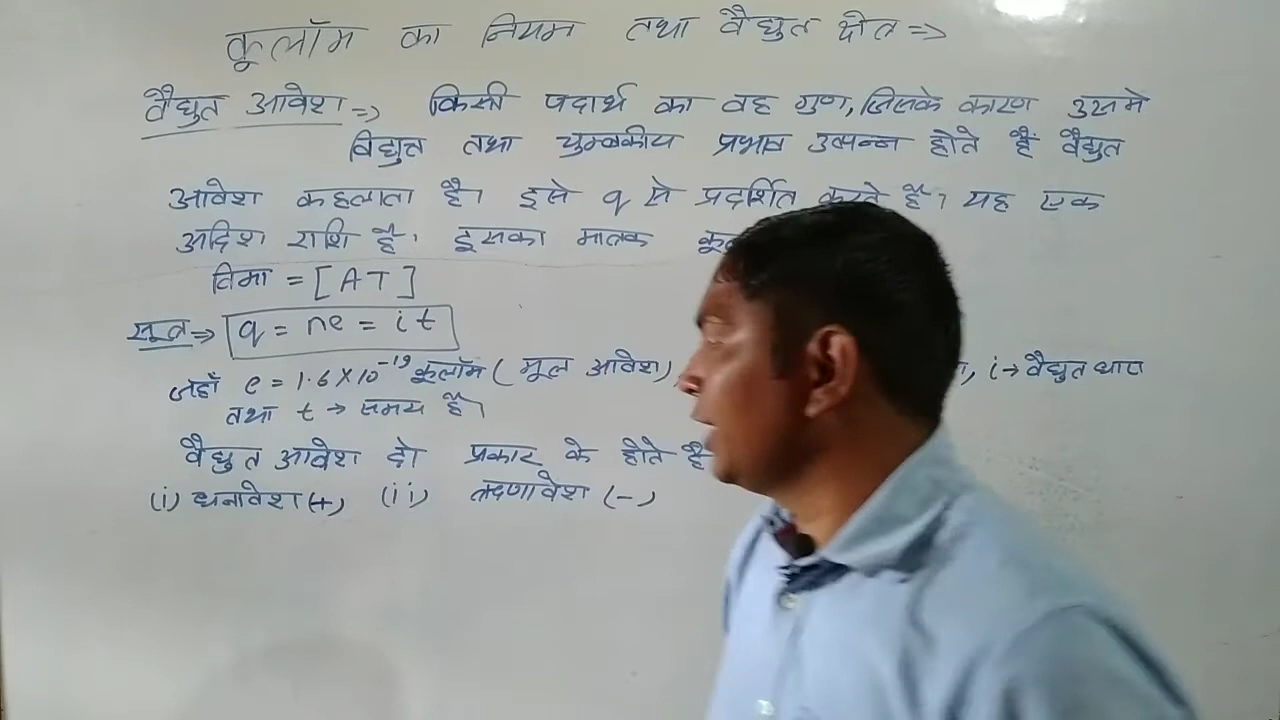 कूलॉम का नियम तथा वैद्युत क्षेत्र ⇒
वैद्युत आवेश ⇒ किसी पदार्थ का वह गुण, जिसके कारण उसमे
विद्युत तथा चुम्बकीय प्रभाव उत्पन्न होते हैं वैद्युत
आवेश कहलाता है। इसे q से प्रदर्शित करते हैं। यह एक
अदिश राशि है। इसका मात्रक
विमा = [AT]
सूत्र ⇒ q = ne = it
जहाँ e = 1.6×10⁻¹⁹ कूलॉम (मूल आवेश), i → वैद्युत धारा
तथा t → समय है।
वैद्युत आवेश दो प्रकार के होते है
(i) धनावेश (+) (ii) ऋणावेश (-)